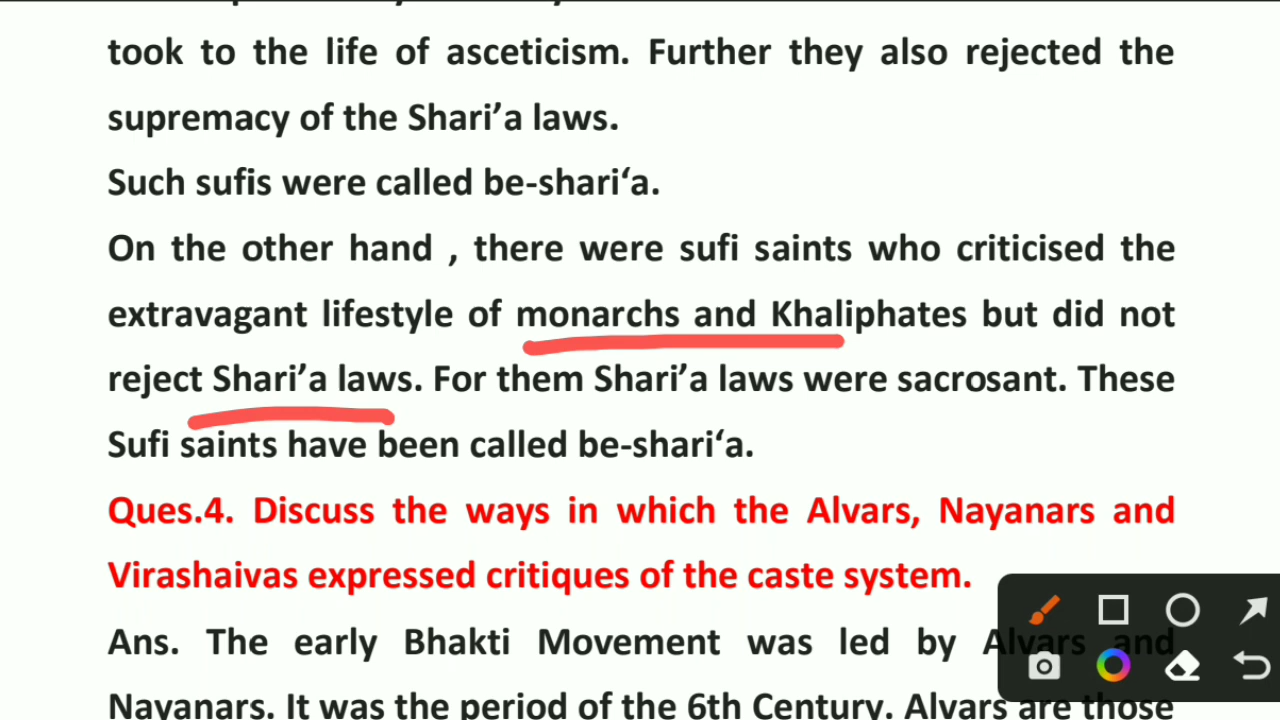 took to the life of asceticism. Further they also rejected the
supremacy of the Shari’a laws.
Such sufis were called be-shari‘a.
On the other hand , there were sufi saints who criticised the
extravagant lifestyle of monarchs and Khaliphates but did not
reject Shari’a laws. For them Shari’a laws were sacrosant. These
Sufi saints have been called be-shari‘a.
Ques.4. Discuss the ways in which the Alvars, Nayanars and
Virashaivas expressed critiques of the caste system.
Ans. The early Bhakti Movement was led by Alvars and
Nayanars. It was the period of the 6th Century. Alvars are those